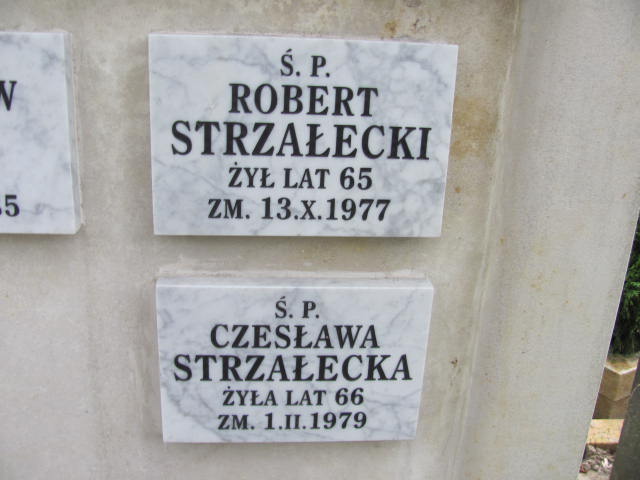 Ś. P.
ROBERT
STRZAŁECKI
ŻYŁ LAT 65
ZM. 13.X.1977
Ś. P.
CZESŁAWA
STRZAŁECKA
ŻYŁA LAT 66
ZM. 1.II.1979